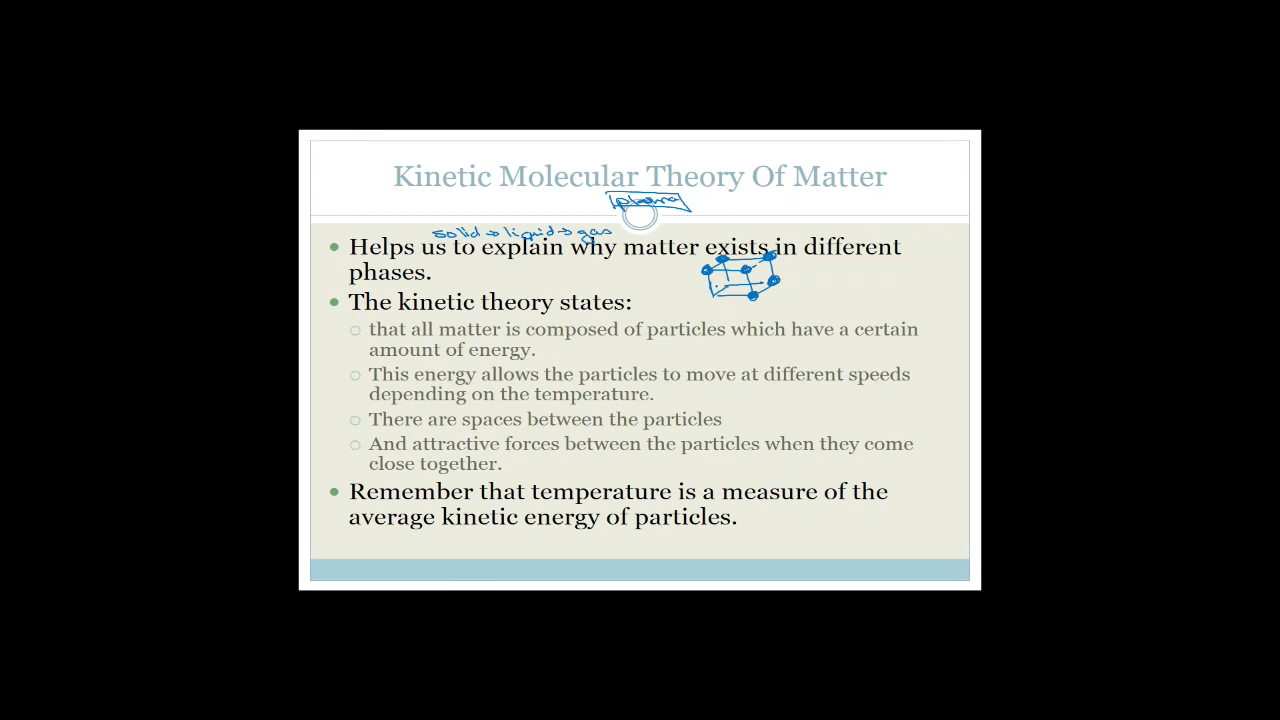 Kinetic Molecular Theory Of Matter
plasma
solid → liquid → gas
• Helps us to explain why matter exists in different
phases.
• The kinetic theory states:
○ that all matter is composed of particles which have a certain
amount of energy.
○ This energy allows the particles to move at different speeds
depending on the temperature.
○ There are spaces between the particles
○ And attractive forces between the particles when they come
close together.
• Remember that temperature is a measure of the
average kinetic energy of particles.